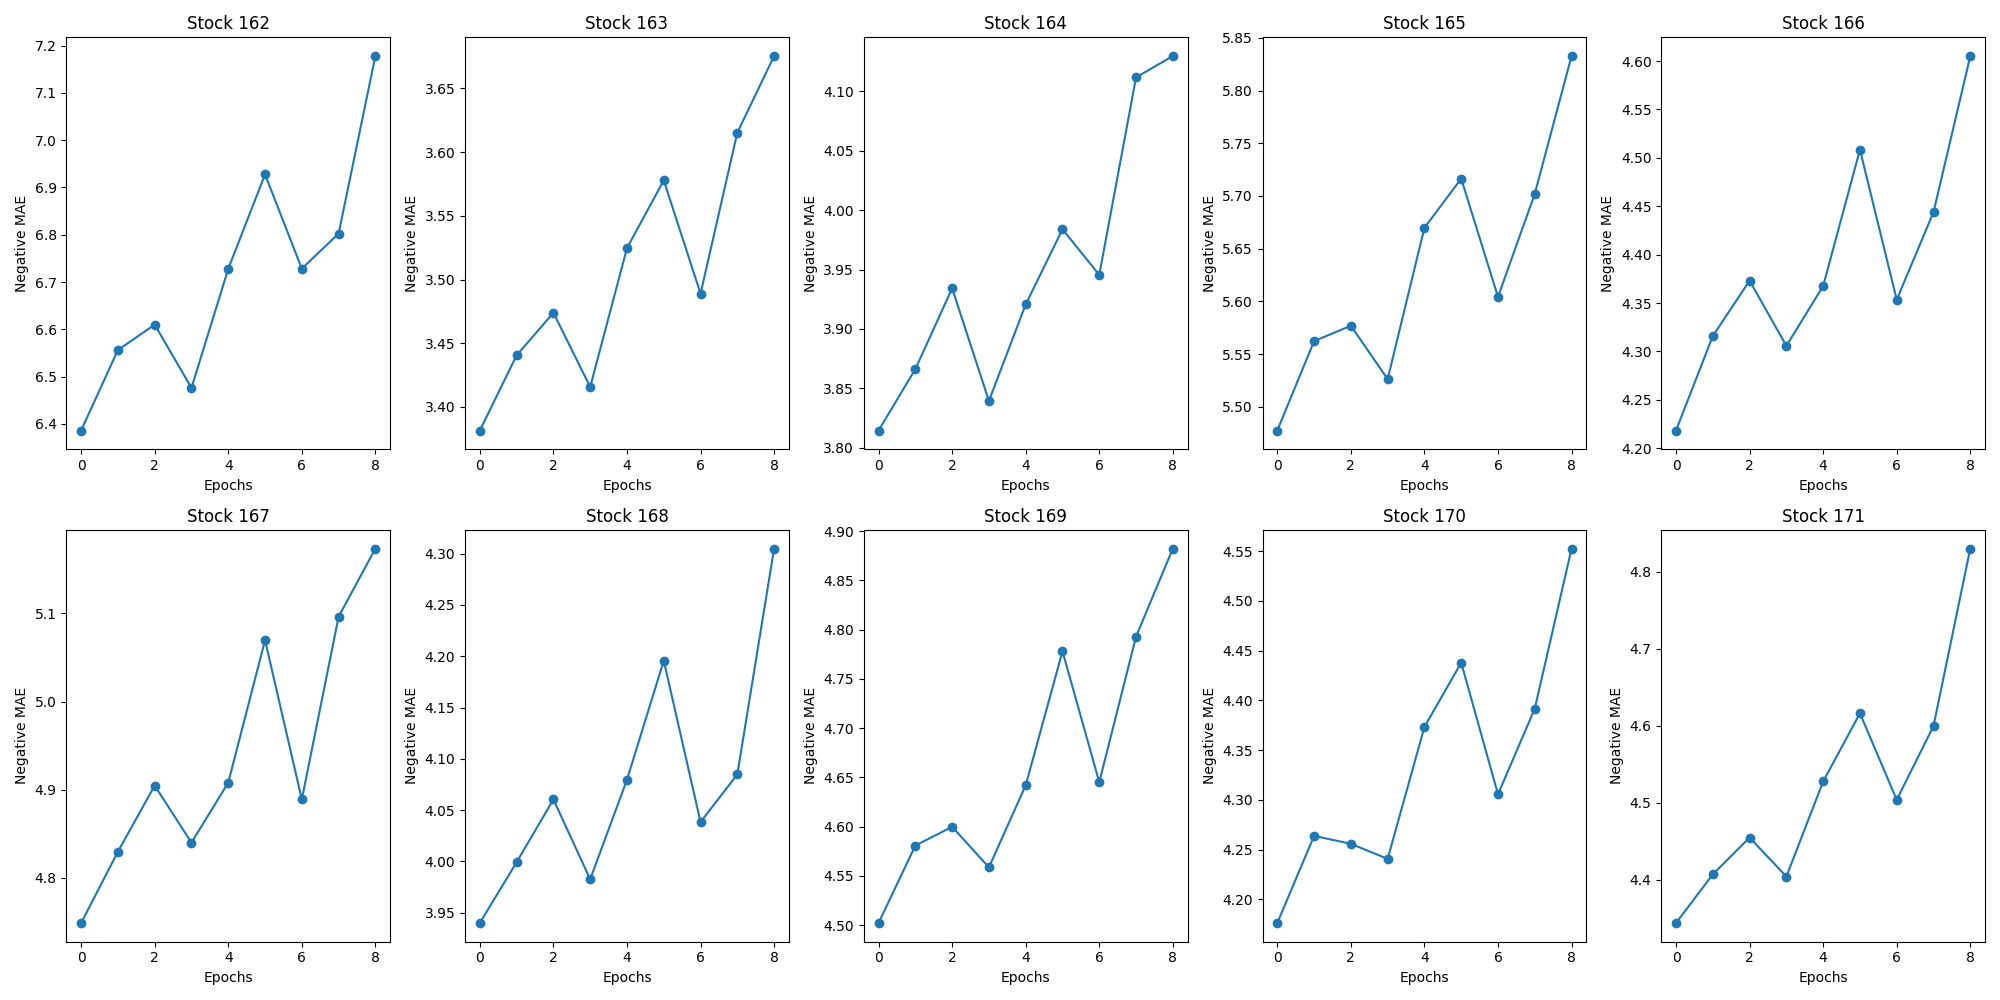 Stock 162
Negative MAE
7.2
7.1
7.0
6.9
6.8
6.7
6.6
6.5
6.4
0 2 4 6 8
Epochs
Stock 163
Negative MAE
3.65
3.60
3.55
3.50
3.45
3.40
0 2 4 6 8
Epochs
Stock 164
Negative MAE
4.10
4.05
4.00
3.95
3.90
3.85
3.80
0 2 4 6 8
Epochs
Stock 165
Negative MAE
5.85
5.80
5.75
5.70
5.65
5.60
5.55
5.50
0 2 4 6 8
Epochs
Stock 166
Negative MAE
4.60
4.55
4.50
4.45
4.40
4.35
4.30
4.25
4.20
0 2 4 6 8
Epochs
Stock 167
Negative MAE
5.1
5.0
4.9
4.8
0 2 4 6 8
Epochs
Stock 168
Negative MAE
4.30
4.25
4.20
4.15
4.10
4.05
4.00
3.95
0 2 4 6 8
Epochs
Stock 169
Negative MAE
4.90
4.85
4.80
4.75
4.70
4.65
4.60
4.55
4.50
0 2 4 6 8
Epochs
Stock 170
Negative MAE
4.55
4.50
4.45
4.40
4.35
4.30
4.25
4.20
0 2 4 6 8
Epochs
Stock 171
Negative MAE
4.8
4.7
4.6
4.5
4.4
0 2 4 6 8
Epochs